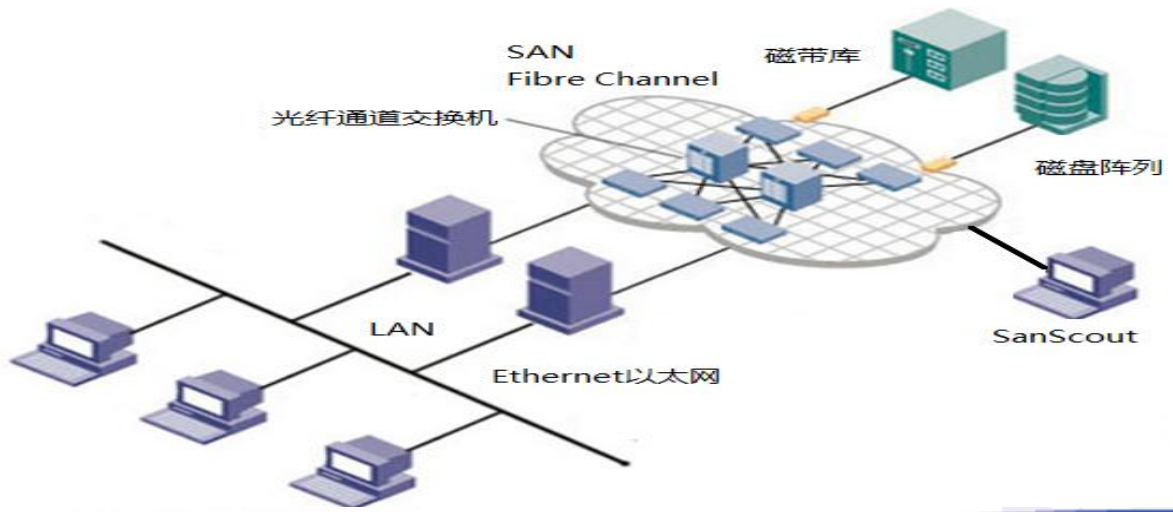 SAN
Fibre Channel
磁带库
光纤通道交换机
磁盘阵列
SanScout
LAN
Ethernet以太网